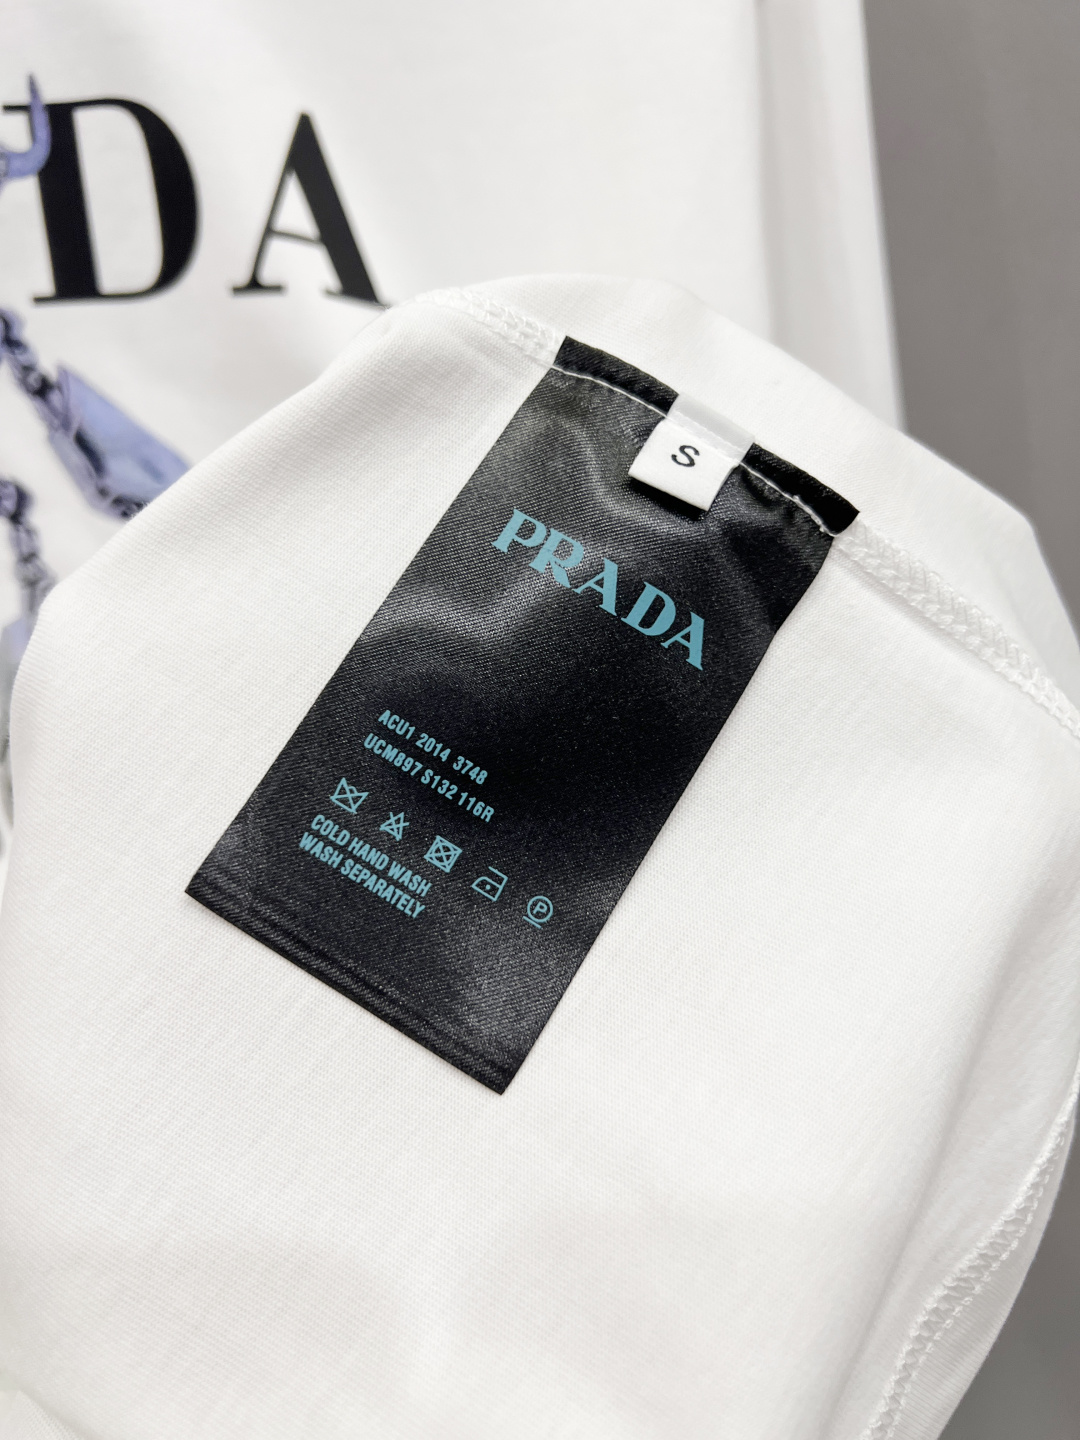 DA
S
PRADA
ACU1 2014 3748
UCM897 S132 116R
P
COLD HAND WASH
WASH SEPARATELY